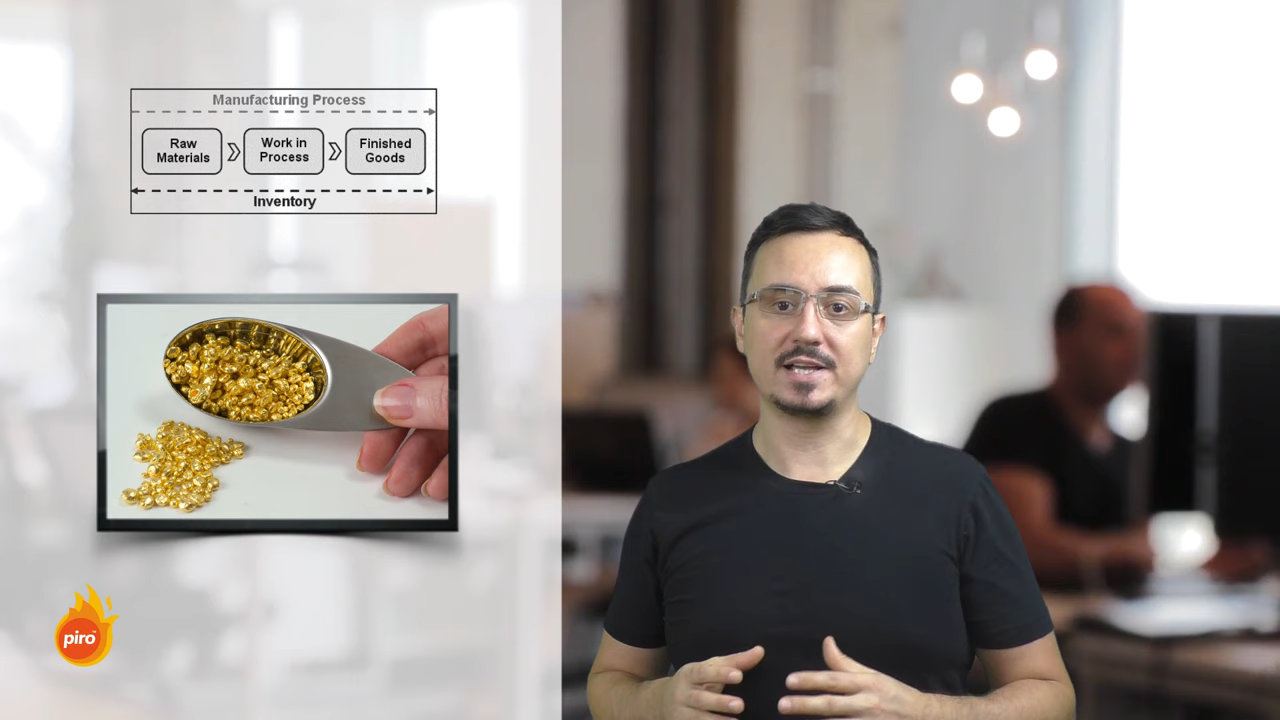 Manufacturing Process
Raw
Materials
Work in
Process
Finished
Goods
Inventory
piro